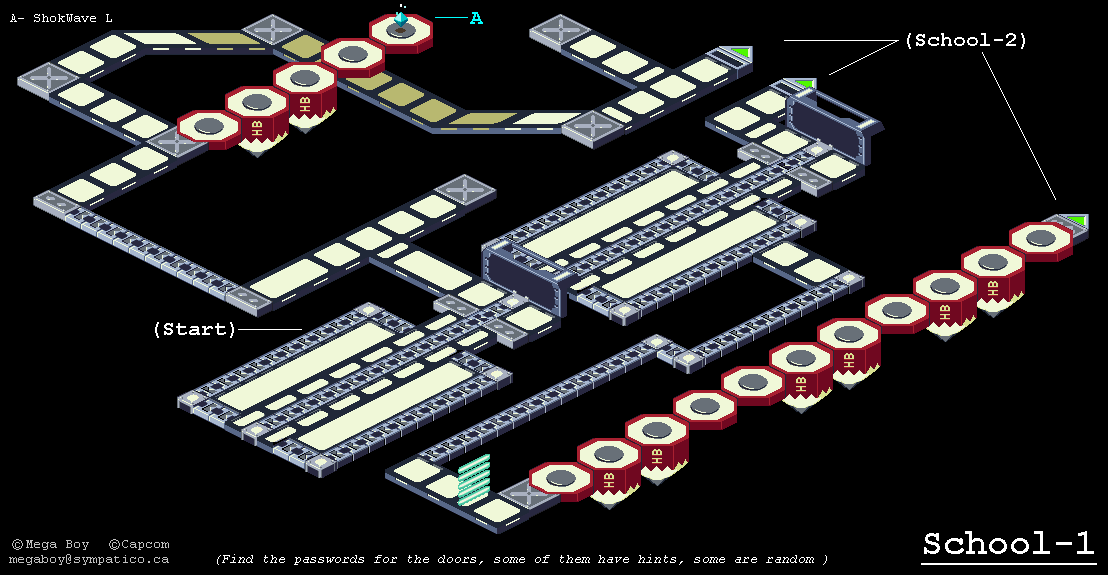 A- ShokWave L
A
(School-2)
HB
HB
HB
HB
HB
HB
HB
HB
HB
(Start)
©Mega Boy ©Capcom
megaboy@sympatico.ca
(Find the passwords for the doors, some of them have hints, some are random )
School-1